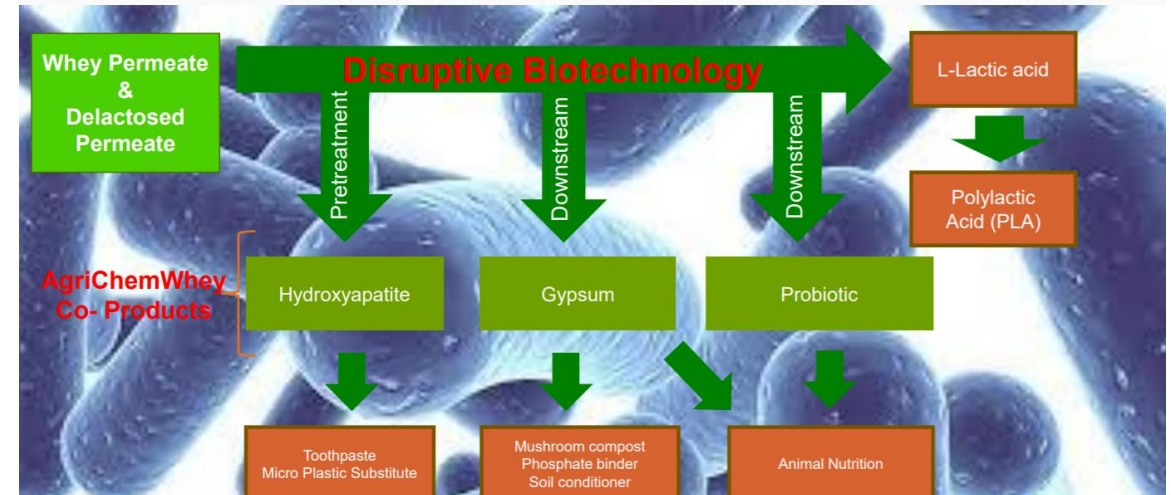 Whey Permeate
&
Delactosed
Permeate
Disruptive Biotechnology
L-Lactic acid
Pretreatment
Downstream
Downstream
Polylactic
Acid (PLA)
AgriChemWhey
Co- Products
Hydroxyapatite
Gypsum
Probiotic
Toothpaste
Micro Plastic Substitute
Mushroom compost
Phosphate binder
Soil conditioner
Animal Nutrition